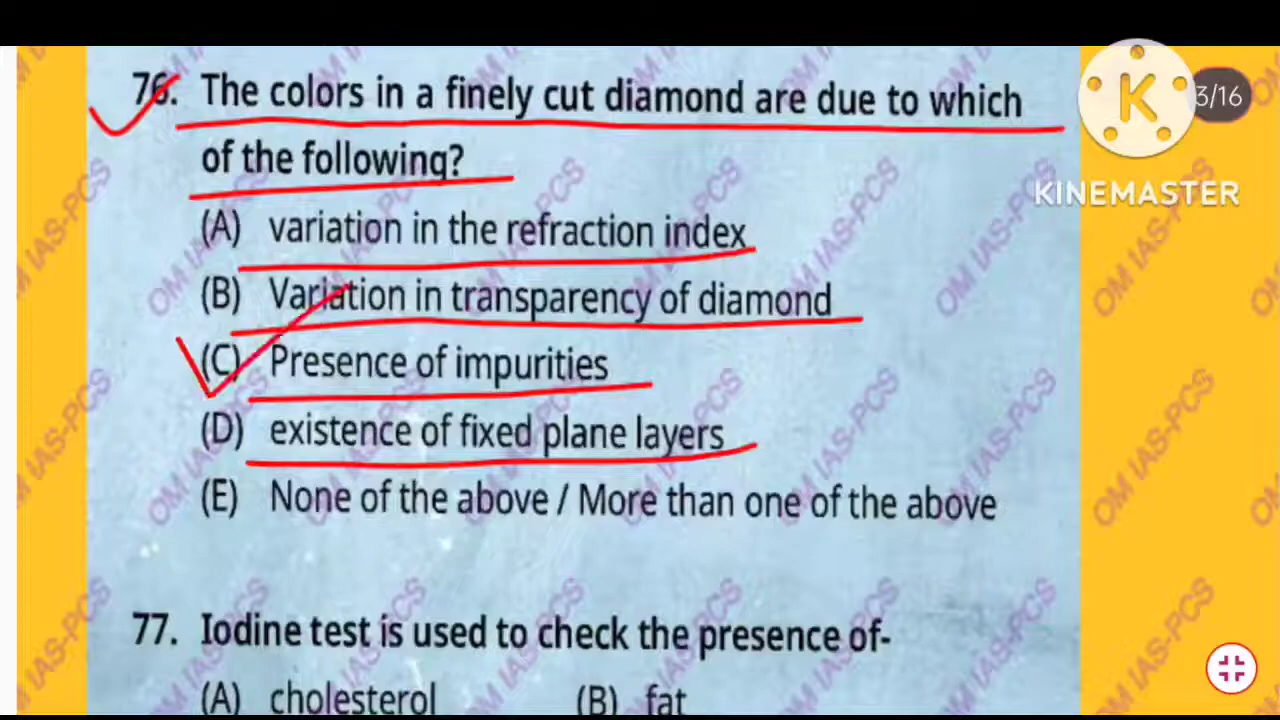 76. The colors in a finely cut diamond are due to which
of the following?
(A) variation in the refraction index
(B) Variation in transparency of diamond
(C) Presence of impurities
(D) existence of fixed plane layers
(E) None of the above / More than one of the above
77. Iodine test is used to check the presence of-
(A) cholesterol (B) fat
3/16
K
KINEMASTER
OM IAS-PCS